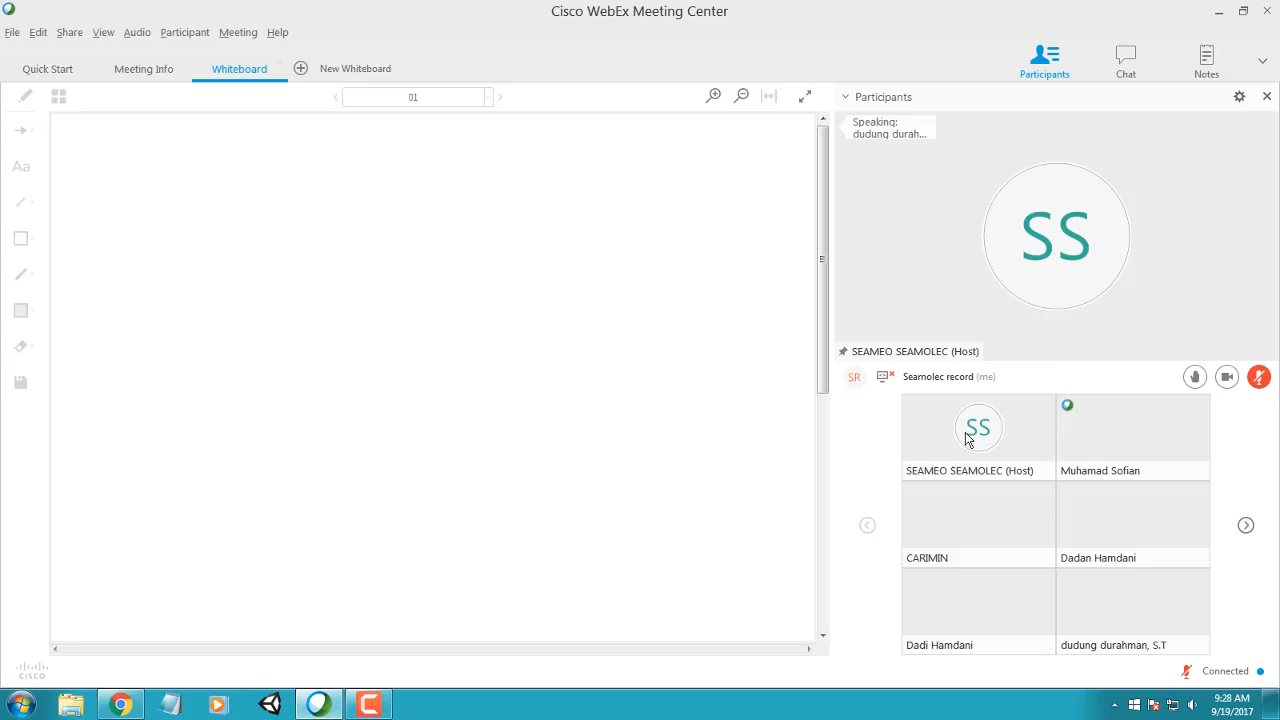 Cisco WebEx Meeting Center
File Edit Share View Audio Participant Meeting Help
Quick Start Meeting Info Whiteboard New Whiteboard
Participants Chat Notes
01
Aa
Participants
Speaking:
dudung durah...
SS
SEAMEO SEAMOLEC (Host)
SR Seamolec record (me)
SS
SEAMEO SEAMOLEC (Host) Muhamad Sofian
CARIMIN Dadan Hamdani
Dadi Hamdani dudung durahman, S.T
cisco
Connected
9:28 AM
9/19/2017